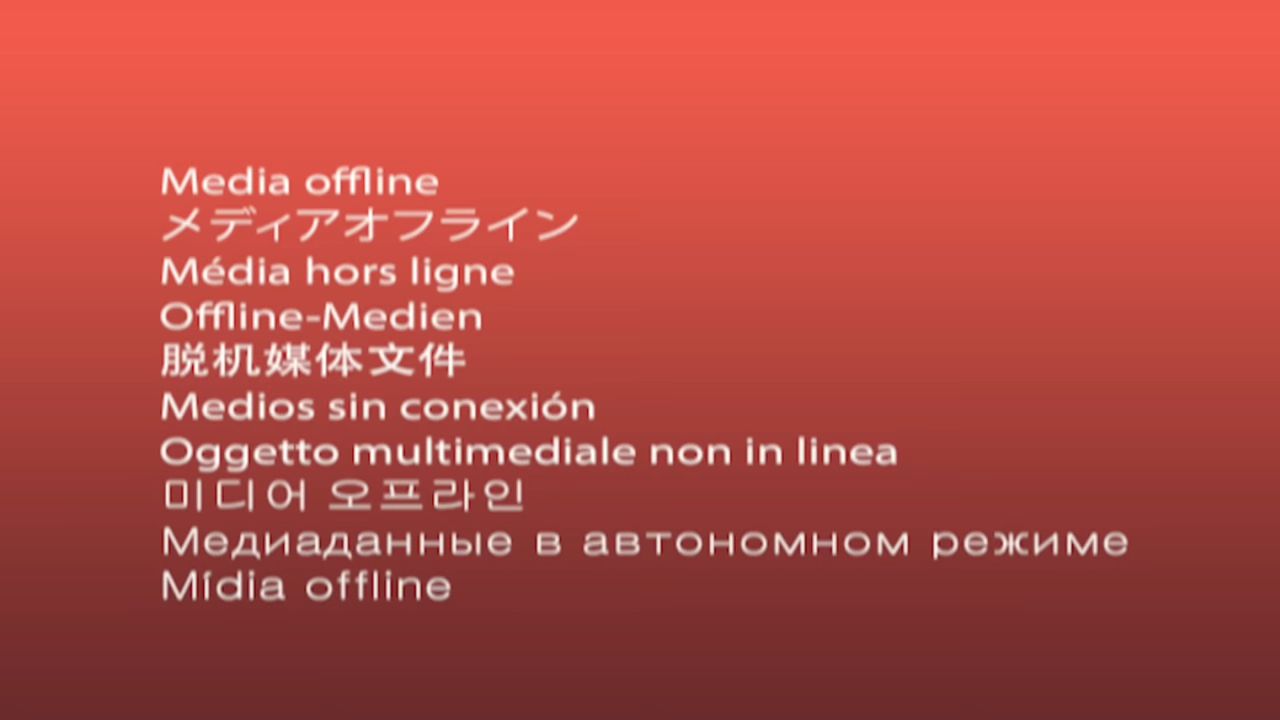 Media offline
メディアオフライン
Média hors ligne
Offline-Medien
脱机媒体文件
Medios sin conexión
Oggetto multimediale non in linea
미디어 오프라인
Медиаданные в автономном режиме
Mídia offline